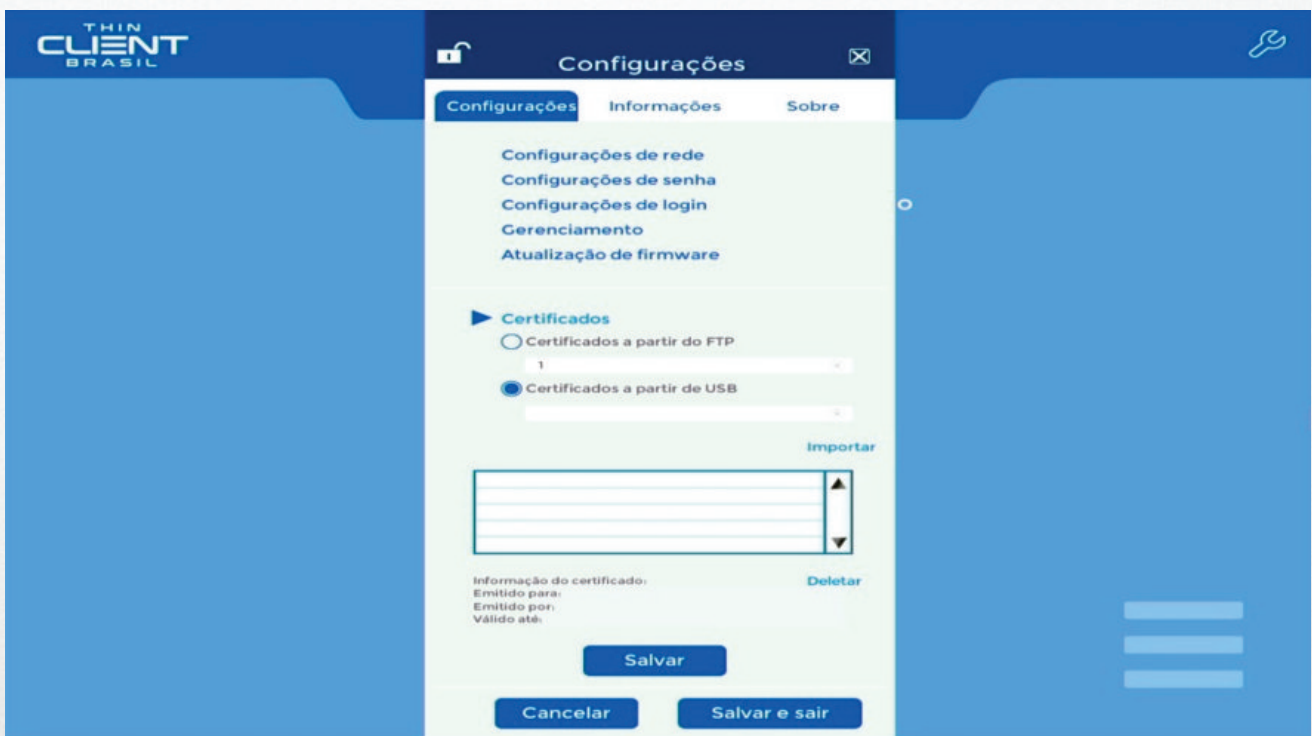 THIN
CLIENT
BRASIL
Configurações
Configurações Informações Sobre
Configurações de rede
Configurações de senha
Configurações de login
Gerenciamento
Atualização de firmware
o
Certificados
Certificados a partir do FTP
1
Certificados a partir de USB
Importar
Informação do certificado:
Deletar
Emitido para:
Emitido por:
Válido até:
Salvar
Cancelar Salvar e sair